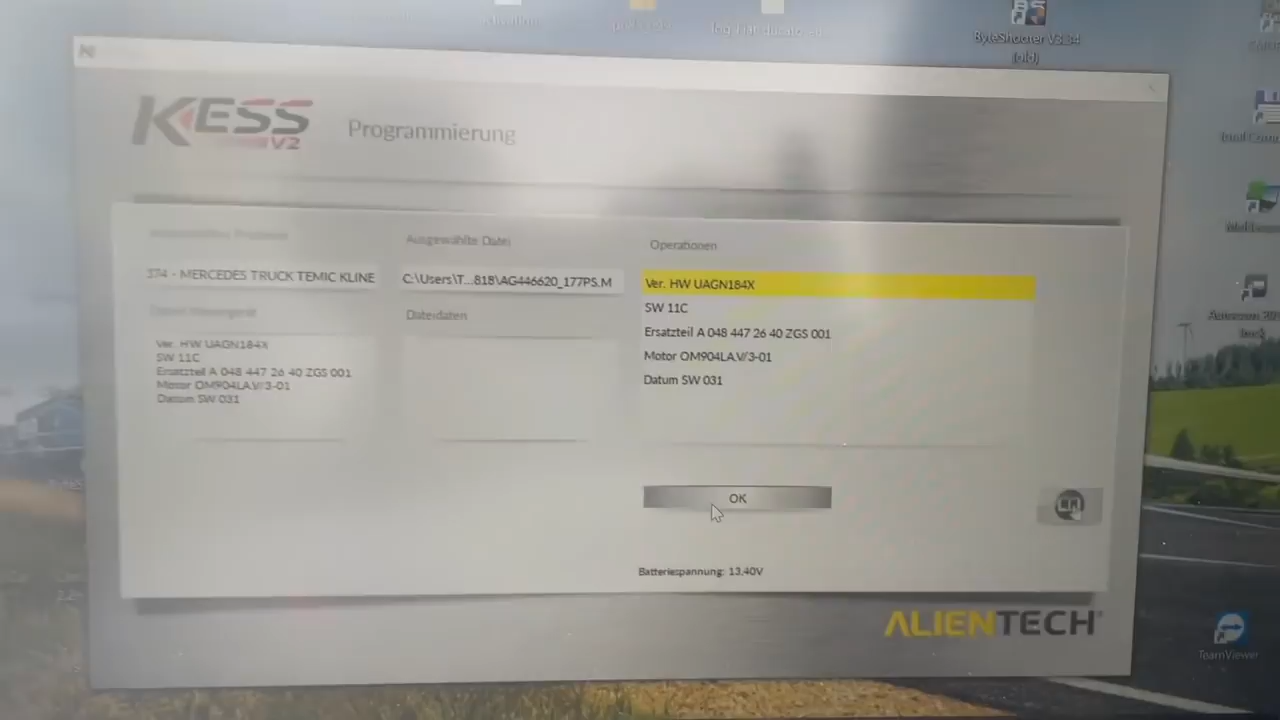 ByteShooter V3.34
(old)
KESS
V2
Programmierung
Ausgewählte Datei
Operationen
374 - MERCEDES TRUCK TEMIC KLINE
C:\Users\T...818\AG446620_177PS.M
Ver. HW UAGN184X
SW 11C
Ersatzteil A 048 447 26 40 ZGS 001
Motor OM904LA.V/3-01
Datum SW 031
Dateidaten
Ver. HW UAGN184X
SW 11C
Ersatzteil A 048 447 26 40 ZGS 001
Motor OM904LA.V/3-01
Datum SW 031
OK
Batteriespannung: 13,40V
ALIENTECH
TeamViewer